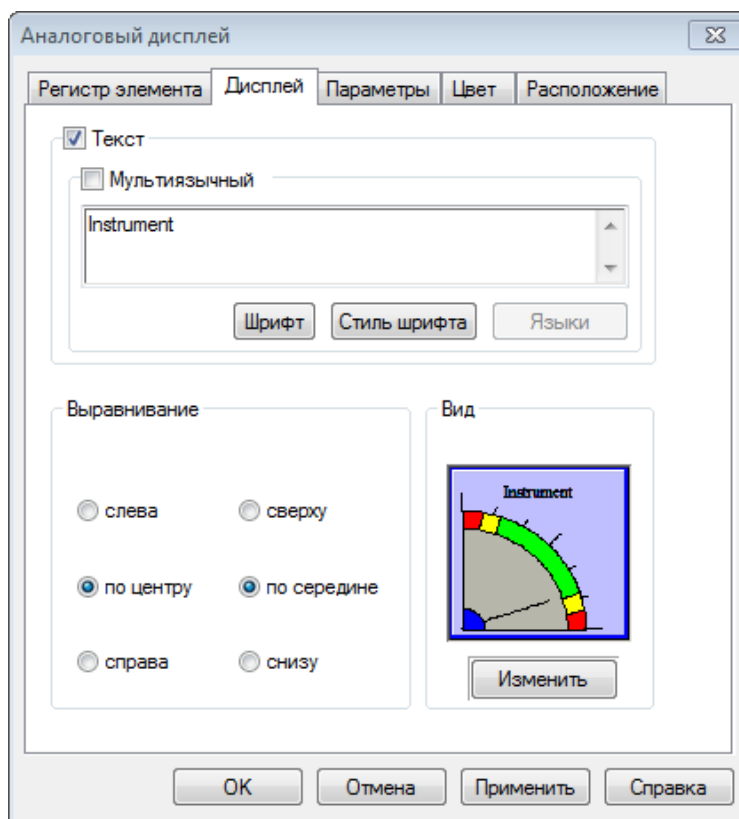 Аналоговый дисплей
Регистр элемента Дисплей Параметры Цвет Расположение
Текст
Мультиязычный
Instrument
Шрифт Стиль шрифта Языки
Выравнивание Вид
Instrument
слева сверху
по центру по середине
справа снизу
Изменить
OK Отмена Применить Справка